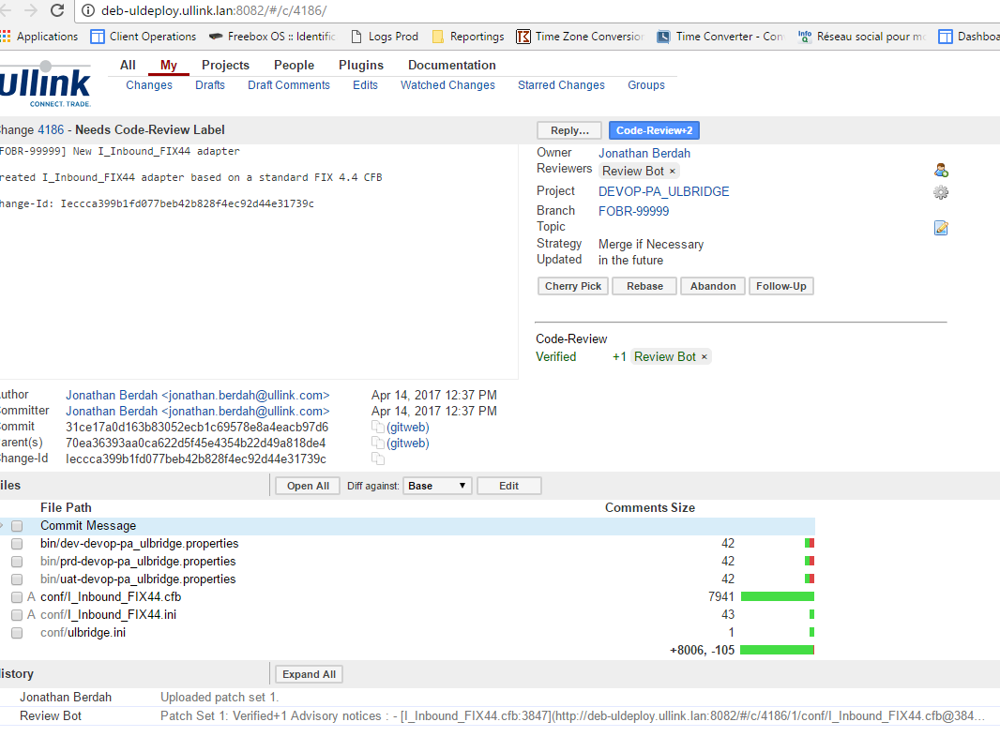 deb-uldeploy.ullink.lan:8082/#/c/4186/
Applications Client Operations Freebox OS :: Identific Logs Prod Reportings Time Zone Conversion Time Converter - Con Réseau social pour mo Dashboa
ullink
CONNECT. TRADE.
All My Projects People Plugins Documentation
Changes Drafts Draft Comments Edits Watched Changes Starred Changes Groups
hange 4186 - Needs Code-Review Label
Reply… Code-Review+2
FOBR-99999] New I_Inbound_FIX44 adapter
reated I_Inbound_FIX44 adapter based on a standard FIX 4.4 CFB
hange-Id: Ieccca399b1fd077beb42b828f4ec92d44e31739c
Owner Jonathan Berdah
Reviewers Review Bot ×
Project DEVOP-PA_ULBRIDGE
Branch FOBR-99999
Topic
Strategy Merge if Necessary
Updated in the future
Cherry Pick Rebase Abandon Follow-Up
Code-Review
Verified +1 Review Bot ×
uthor Jonathan Berdah <jonathan.berdah@ullink.com> Apr 14, 2017 12:37 PM
ommitter Jonathan Berdah <jonathan.berdah@ullink.com> Apr 14, 2017 12:37 PM
ommit 31ce17a0d163b83052ecb1c69578e8a4eacb97d6 (gitweb)
arent(s) 70ea36393aa0ca622d5f45e4354b22d49a818de4 (gitweb)
hange-Id Ieccca399b1fd077beb42b828f4ec92d44e31739c
iles Open All Diff against: Base ▼ Edit
File Path Comments Size
Commit Message
bin/dev-devop-pa_ulbridge.properties 42
bin/prd-devop-pa_ulbridge.properties 42
bin/uat-devop-pa_ulbridge.properties 42
A conf/I_Inbound_FIX44.cfb 7941
A conf/I_Inbound_FIX44.ini 43
conf/ulbridge.ini 1
+8006, -105
istory Expand All
Jonathan Berdah Uploaded patch set 1.
Review Bot Patch Set 1: Verified+1 Advisory notices : - [I_Inbound_FIX44.cfb:3847](http://deb-uldeploy.ullink.lan:8082/#/c/4186/1/conf/I_Inbound_FIX44.cfb@384…